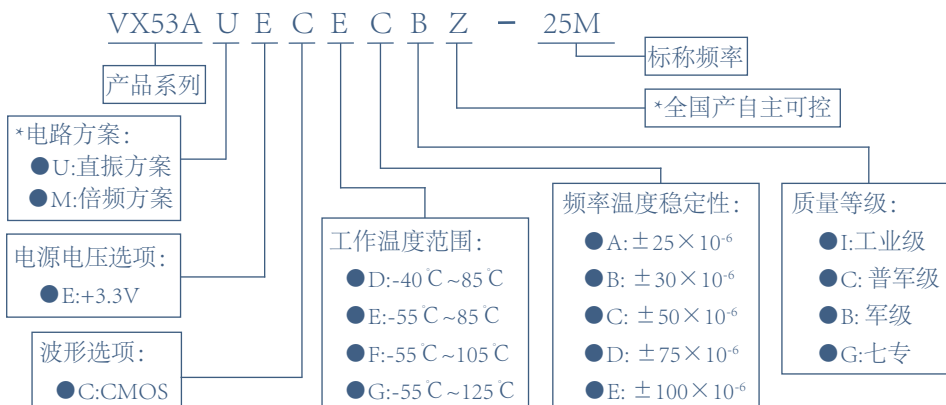 VX53A U E C E C B Z - 25M
标称频率
产品系列
*全国产自主可控
*电路方案:
●U:直振方案
●M:倍频方案
电源电压选项:
●E:+3.3V
波形选项:
●C:CMOS
工作温度范围:
●D:-40℃~85℃
●E:-55℃~85℃
●F:-55℃~105℃
●G:-55℃~125℃
频率温度稳定性:
●A:±25×10⁻⁶
●B: ±30×10⁻⁶
●C: ±50×10⁻⁶
●D: ±75×10⁻⁶
●E: ±100×10⁻⁶
质量等级:
●I:工业级
●C: 普军级
●B: 军级
●G:七专